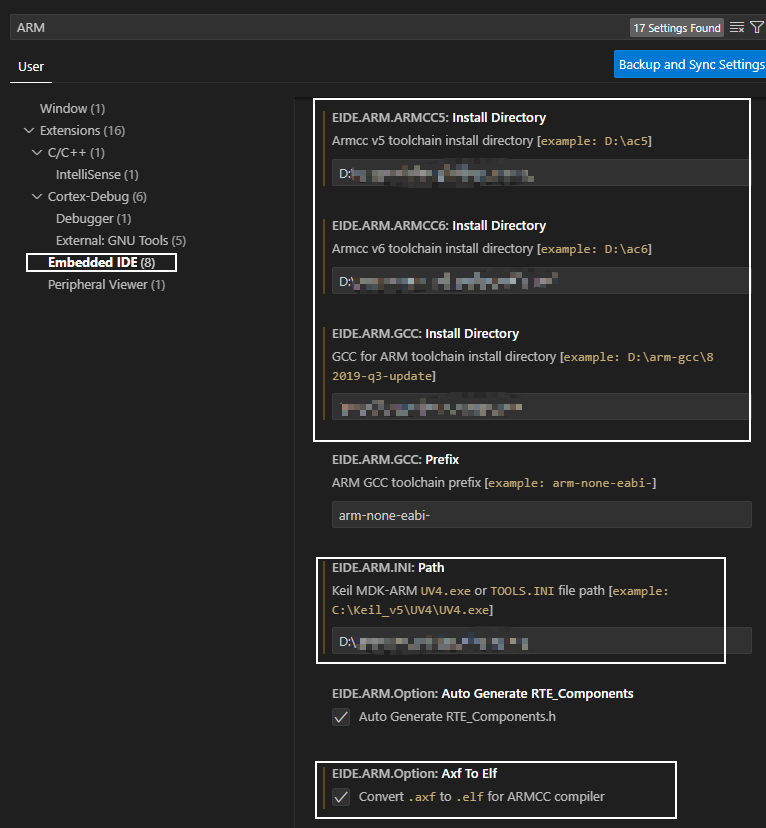 ARM
17 Settings Found
User
Backup and Sync Settings
Window (1)
Extensions (16)
C/C++ (1)
IntelliSense (1)
Cortex-Debug (6)
Debugger (1)
External: GNU Tools (5)
Embedded IDE (8)
Peripheral Viewer (1)
EIDE.ARM.ARMCC5: Install Directory
Armcc v5 toolchain install directory [example: D:\ac5]
D:\
EIDE.ARM.ARMCC6: Install Directory
Armcc v6 toolchain install directory [example: D:\ac6]
D:\
EIDE.ARM.GCC: Install Directory
GCC for ARM toolchain install directory [example: D:\arm-gcc\8
2019-q3-update]
EIDE.ARM.GCC: Prefix
ARM GCC toolchain prefix [example: arm-none-eabi-]
arm-none-eabi-
EIDE.ARM.INI: Path
Keil MDK-ARM UV4.exe or TOOLS.INI file path [example:
C:\Keil_v5\UV4\UV4.exe]
D:\
EIDE.ARM.Option: Auto Generate RTE_Components
Auto Generate RTE_Components.h
EIDE.ARM.Option: Axf To Elf
Convert .axf to .elf for ARMCC compiler